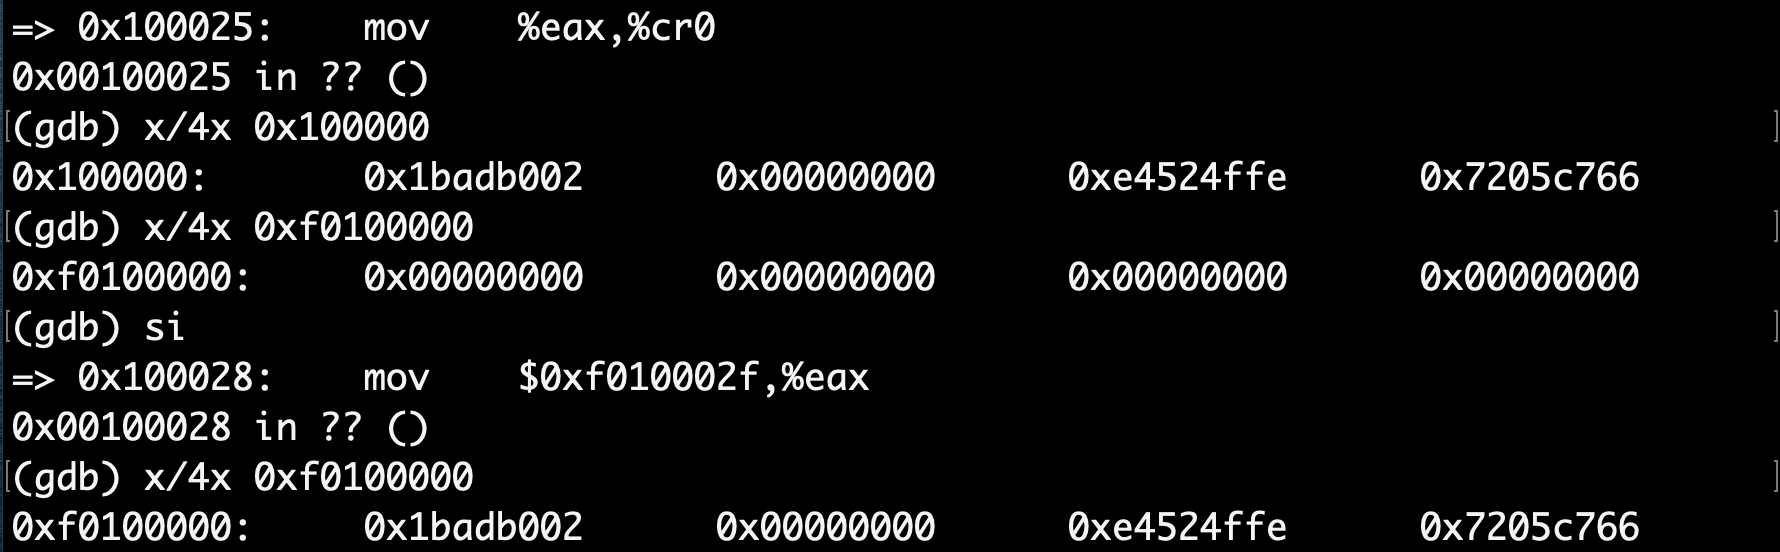 => 0x100025:    mov    %eax,%cr0
0x00100025 in ?? ()
[(gdb) x/4x 0x100000 ]
0x100000:       0x1badb002      0x00000000      0xe4524ffe      0x7205c766
[(gdb) x/4x 0xf0100000 ]
0xf0100000:     0x00000000      0x00000000      0x00000000      0x00000000
[(gdb) si ]
=> 0x100028:    mov    $0xf010002f,%eax
0x00100028 in ?? ()
[(gdb) x/4x 0xf0100000 ]
0xf0100000:     0x1badb002      0x00000000      0xe4524ffe      0x7205c766